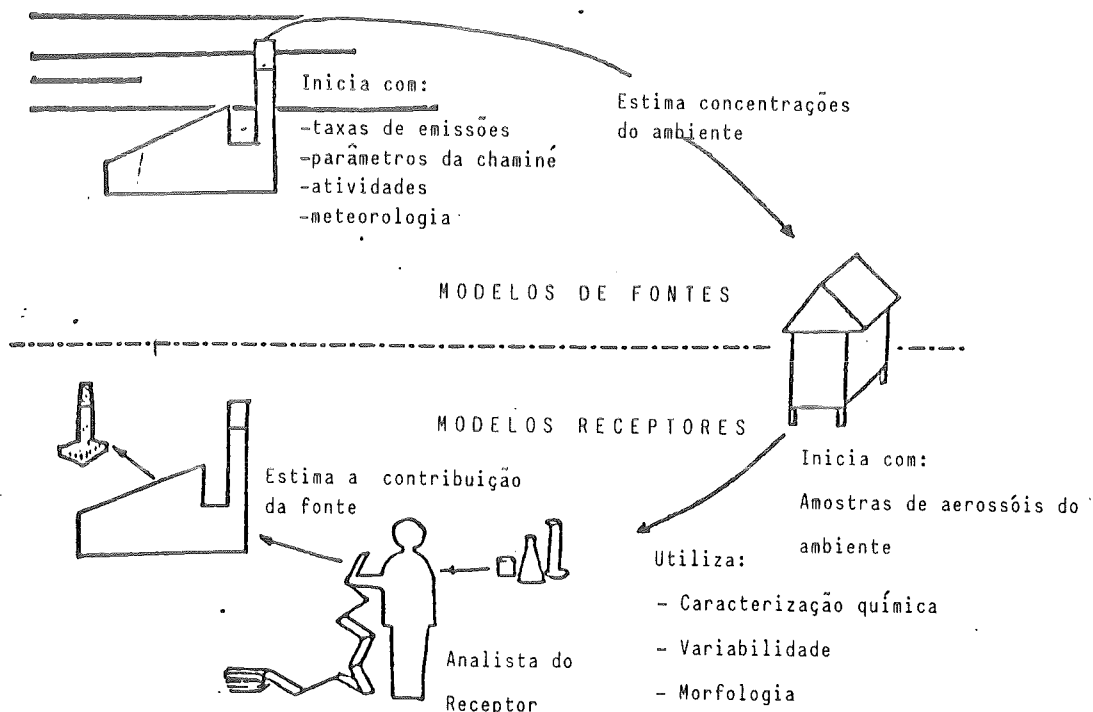 Inicia com:
-taxas de emissões
-parâmetros da chaminé
-atividades
-meteorologia
Estima concentrações
do ambiente
MODELOS DE FONTES
MODELOS RECEPTORES
Estima a contribuição
da fonte
Inicia com:
Amostras de aerossóis do
ambiente
Utiliza:
- Caracterização química
- Variabilidade
- Morfologia
Analista do
Receptor